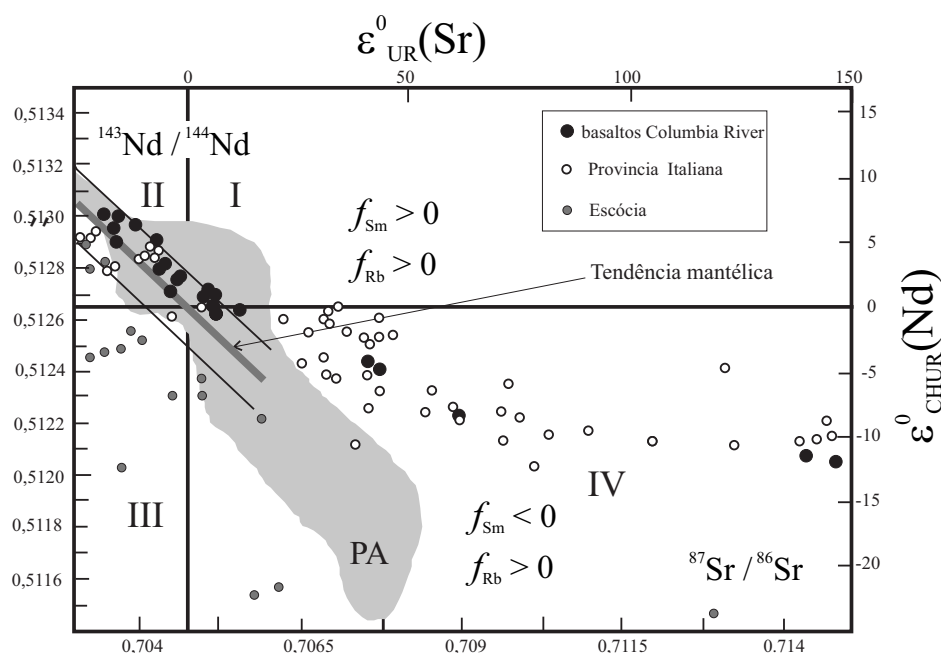 ε⁰UR(Sr)
0 50 100 150
0,5134
0,5132
0,5130
0,5128
0,5126
0,5124
0,5122
0,5120
0,5118
0,5116
¹⁴³Nd / ¹⁴⁴Nd
II I
III
IV
PA
fSm > 0
fRb > 0
basaltos Columbia River
Provincia Italiana
Escócia
Tendência mantélica
fSm < 0
fRb > 0
⁸⁷Sr / ⁸⁶Sr
15
10
5
0
-5
-10
-15
-20
ε⁰CHUR(Nd)
0.704 0.7065 0.709 0.7115 0.714